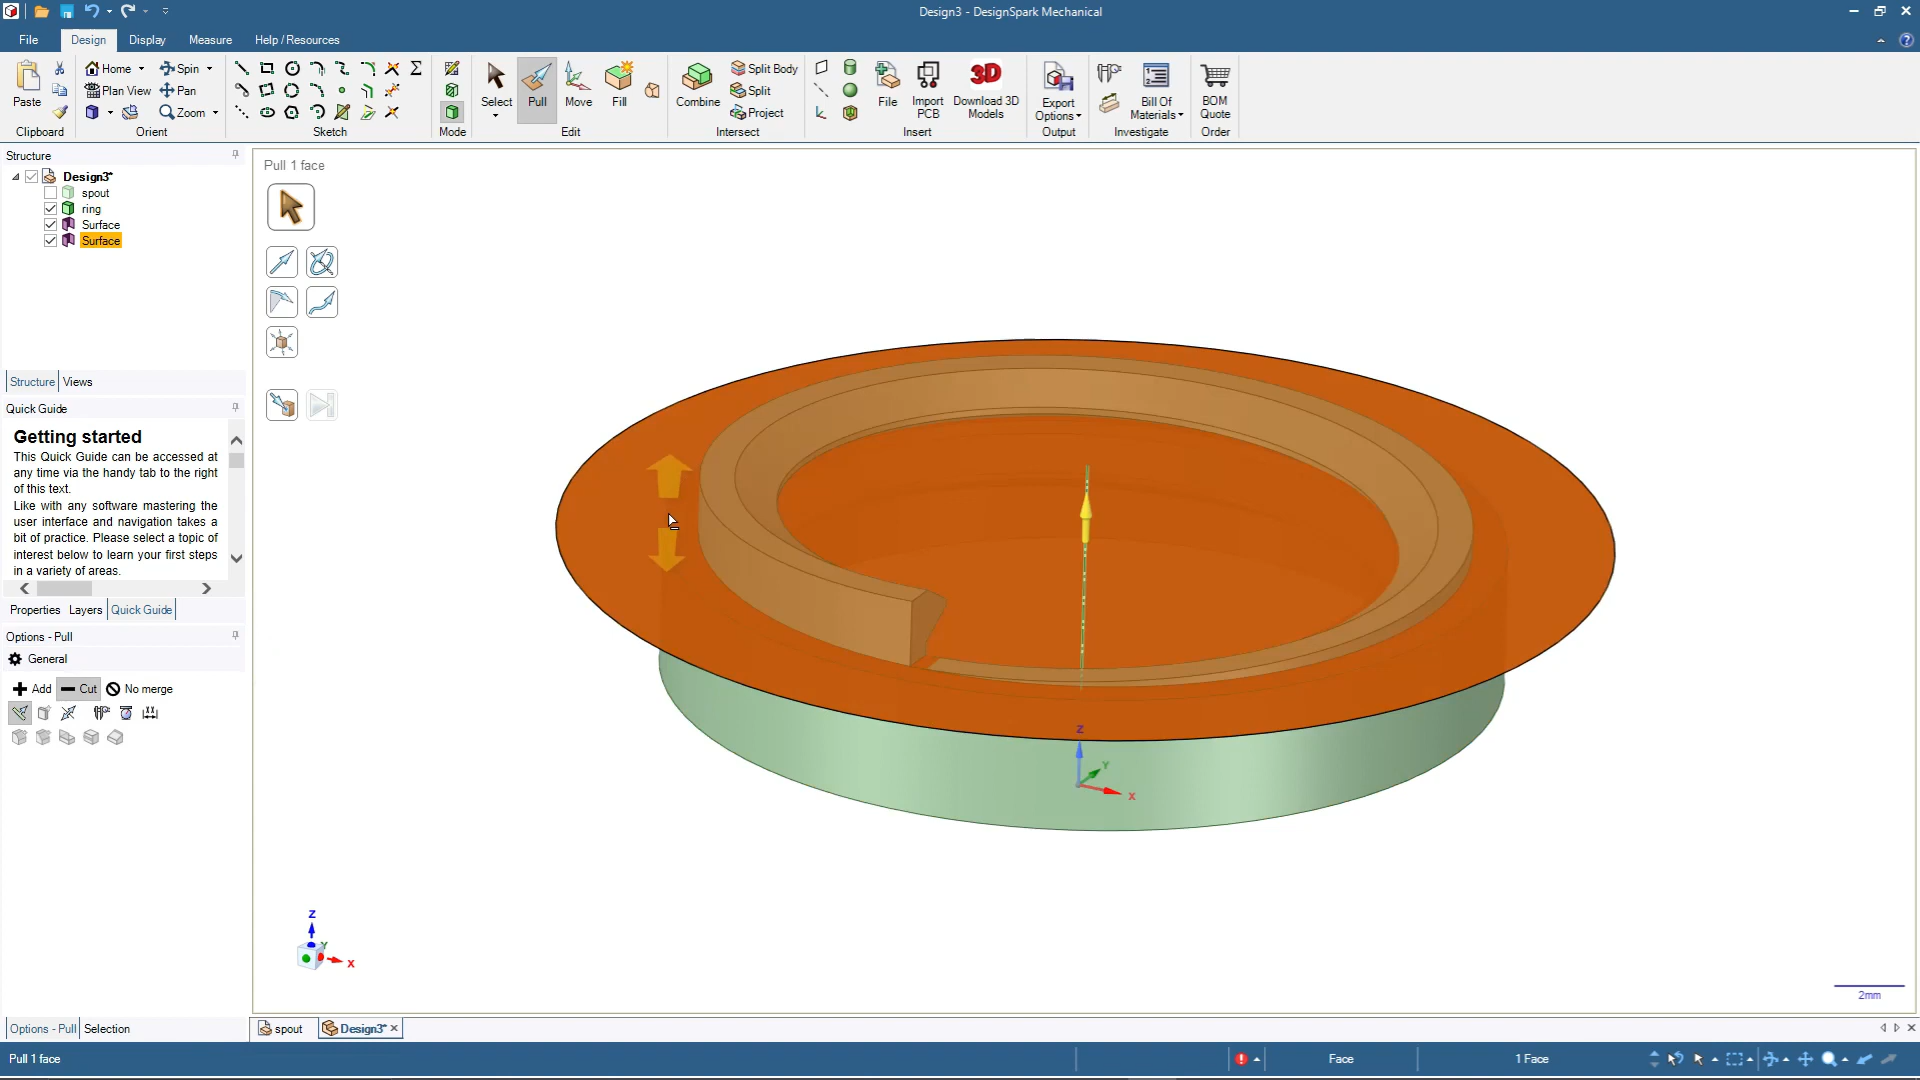 Design3 - DesignSpark Mechanical
File
Design
Display
Measure
Help / Resources
Paste
Home
Plan View
Spin
Pan
Zoom
Select
Pull
Move
Fill
Combine
Split Body
Split
Project
File
Import
PCB
Download 3D
Models
3D
Export
Options
Bill Of
Materials
BOM
Quote
Clipboard
Orient
Sketch
Mode
Edit
Intersect
Insert
Output
Investigate
Order
Structure
Design3*
spout
ring
Surface
Surface
Structure
Views
Quick Guide
Getting started
This Quick Guide can be accessed at
any time via the handy tab to the right
of this text.
Like with any software mastering the
user interface and navigation takes a
bit of practice. Please select a topic of
interest below to learn your first steps
in a variety of areas.
Properties
Layers
Quick Guide
Options - Pull
General
Add
Cut
No merge
Options - Pull
Selection
Pull 1 face
Z
Y
X
Z
Y
X
2mm
spout
Design3*
Pull 1 face
Face
1 Face